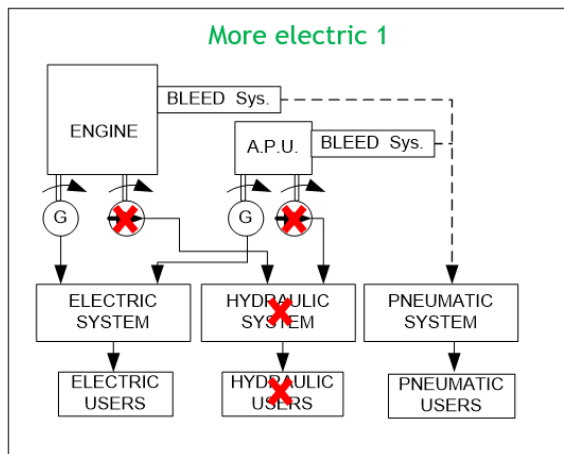 More electric 1
BLEED Sys.
ENGINE
A.P.U.
BLEED Sys.
G
G
ELECTRIC
SYSTEM
HYDRAULIC
SYSTEM
PNEUMATIC
SYSTEM
ELECTRIC
USERS
HYDRAULIC
USERS
PNEUMATIC
USERS